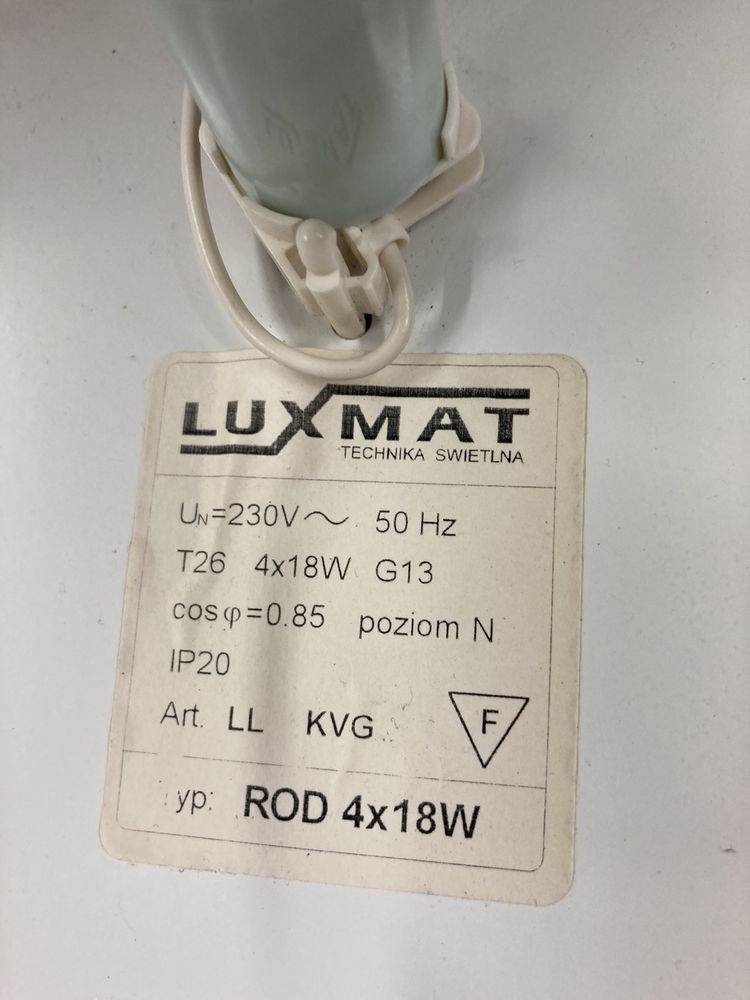 LUXMAT
TECHNIKA SWIETLNA
UN=230V～ 50 Hz
T26 4x18W G13
cosφ=0.85 poziom N
IP20
Art. LL KVG
F
yp: ROD 4x18W